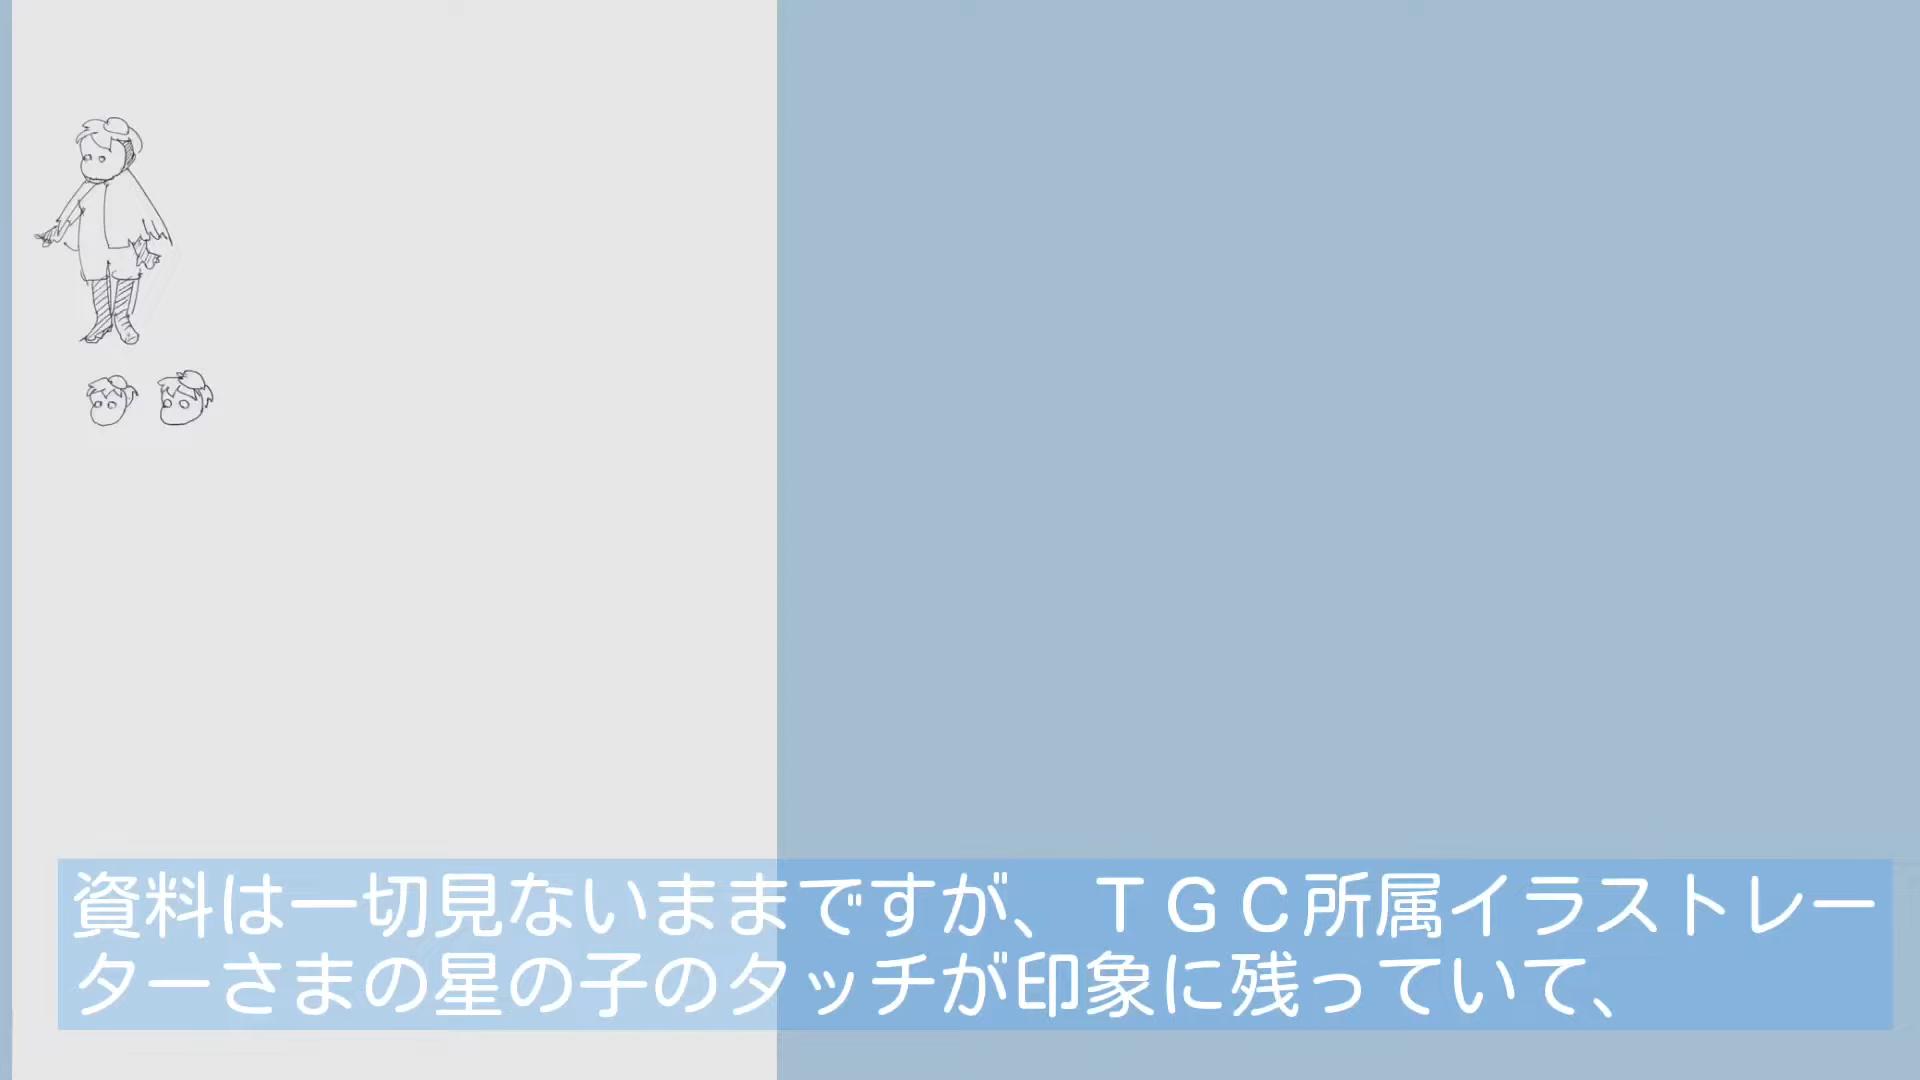 資料は一切見ないままですが、ＴＧＣ所属イラストレー
ターさまの星の子のタッチが印象に残っていて、